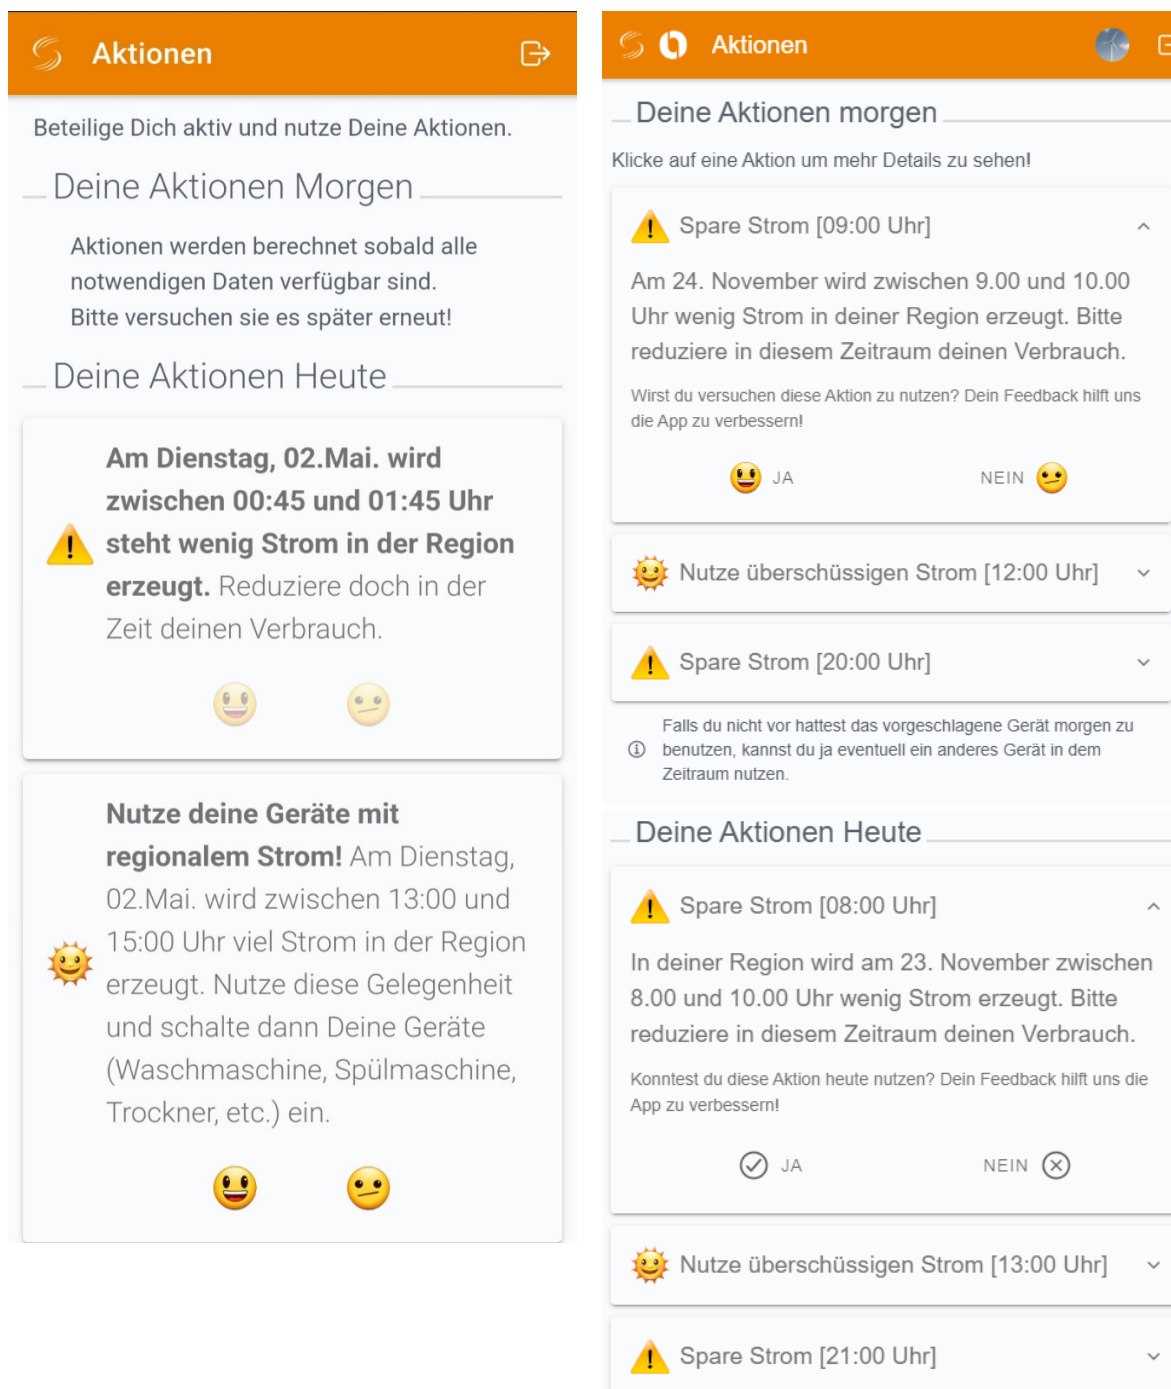 Aktionen
Beteilige Dich aktiv und nutze Deine Aktionen.
Deine Aktionen Morgen
Aktionen werden berechnet sobald alle
notwendigen Daten verfügbar sind.
Bitte versuchen sie es später erneut!
Deine Aktionen Heute
Am Dienstag, 02.Mai. wird
zwischen 00:45 und 01:45 Uhr
steht wenig Strom in der Region
erzeugt. Reduziere doch in der
Zeit deinen Verbrauch.
Nutze deine Geräte mit
regionalem Strom! Am Dienstag,
02.Mai. wird zwischen 13:00 und
15:00 Uhr viel Strom in der Region
erzeugt. Nutze diese Gelegenheit
und schalte dann Deine Geräte
(Waschmaschine, Spülmaschine,
Trockner, etc.) ein.
Aktionen
Deine Aktionen morgen
Klicke auf eine Aktion um mehr Details zu sehen!
Spare Strom [09:00 Uhr]
Am 24. November wird zwischen 9.00 und 10.00
Uhr wenig Strom in deiner Region erzeugt. Bitte
reduziere in diesem Zeitraum deinen Verbrauch.
Wirst du versuchen diese Aktion zu nutzen? Dein Feedback hilft uns
die App zu verbessern!
JA NEIN
Nutze überschüssigen Strom [12:00 Uhr]
Spare Strom [20:00 Uhr]
Falls du nicht vor hattest das vorgeschlagene Gerät morgen zu
benutzen, kannst du ja eventuell ein anderes Gerät in dem
Zeitraum nutzen.
Deine Aktionen Heute
Spare Strom [08:00 Uhr]
In deiner Region wird am 23. November zwischen
8.00 und 10.00 Uhr wenig Strom erzeugt. Bitte
reduziere in diesem Zeitraum deinen Verbrauch.
Konntest du diese Aktion heute nutzen? Dein Feedback hilft uns die
App zu verbessern!
JA NEIN
Nutze überschüssigen Strom [13:00 Uhr]
Spare Strom [21:00 Uhr]